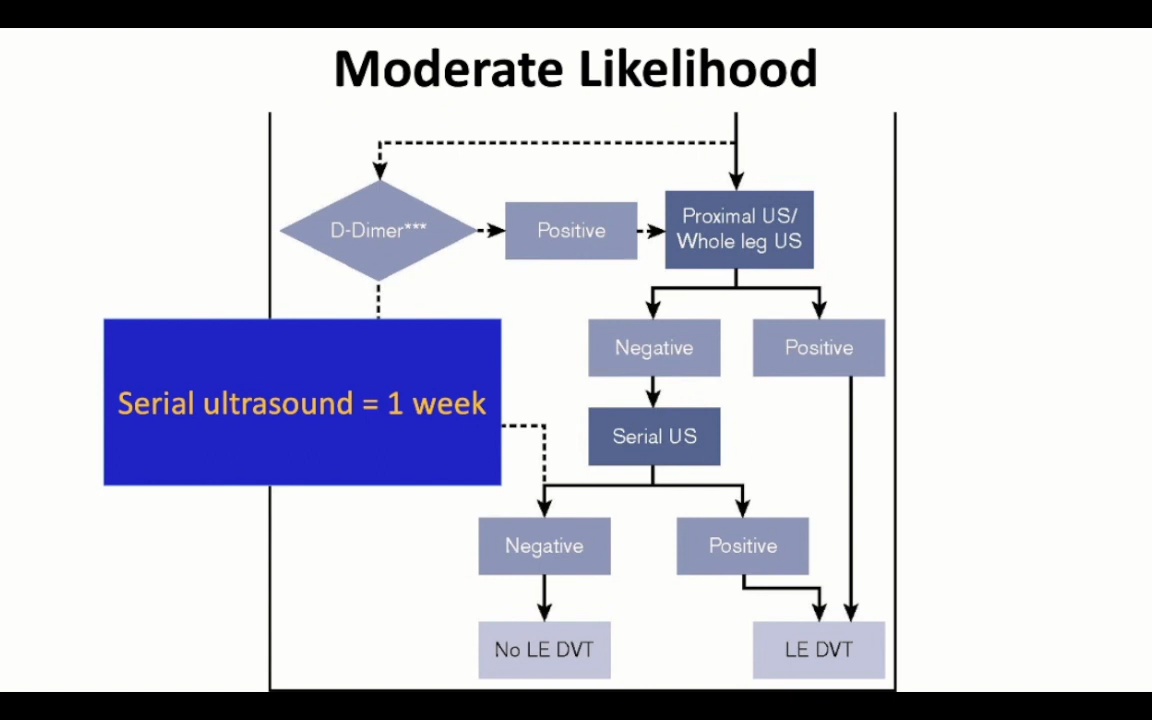 Moderate Likelihood
D-Dimer***
Positive
Proximal US/
Whole leg US
Negative
Positive
Serial ultrasound = 1 week
Serial US
Negative
Positive
No LE DVT
LE DVT